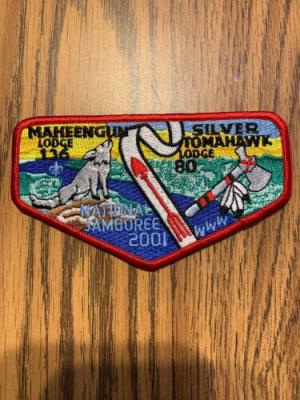 MAHEENGUN
LODGE
136
SILVER
TOMAHAWK
LODGE
80
NATIONAL
JAMBOREE
2001
WWW